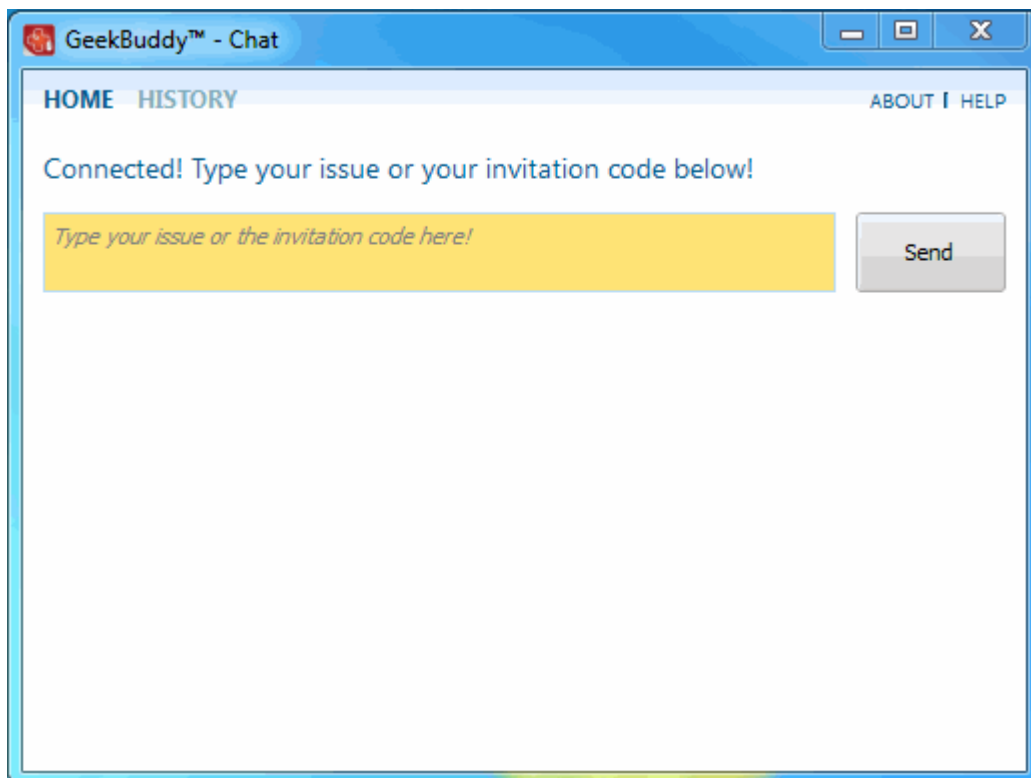 GeekBuddy™ - Chat
HOME HISTORY ABOUT | HELP
Connected! Type your issue or your invitation code below!
Type your issue or the invitation code here!
Send